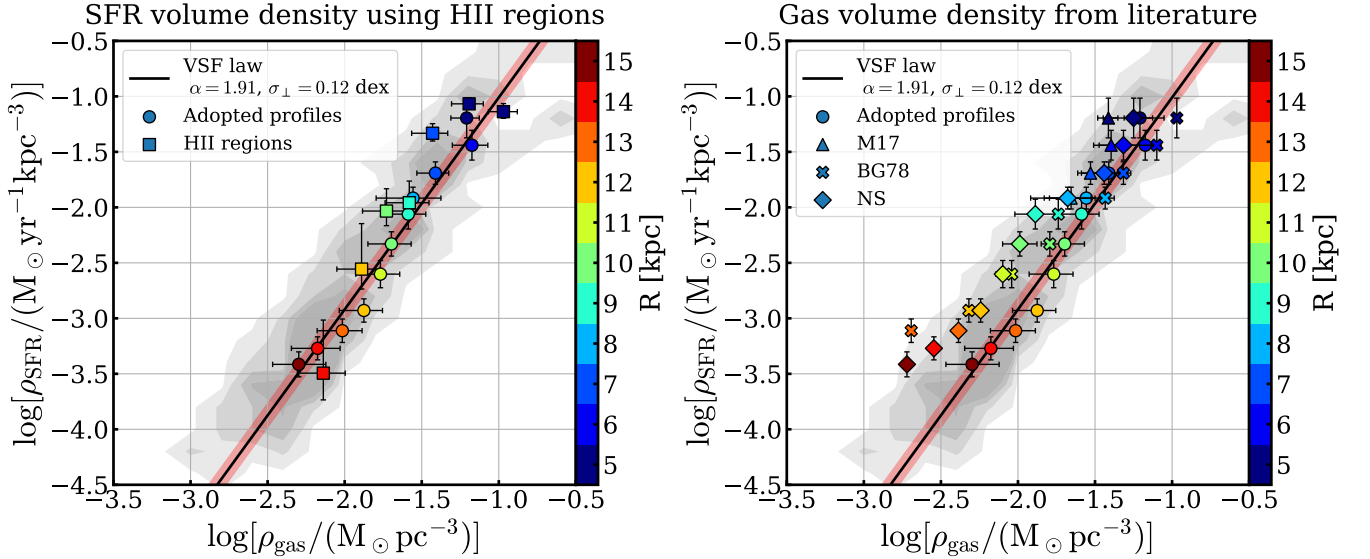 SFR volume density using HII regions
−0.5
−1.0
−1.5
−2.0
−2.5
−3.0
−3.5
−4.0
−4.5
log[ρSFR/(M⊙ yr−1kpc−3)]
VSF law
α = 1.91, σ⊥ = 0.12 dex
Adopted profiles
HII regions
−3.5 −3.0 −2.5 −2.0 −1.5 −1.0 −0.5
log[ρgas/(M⊙ pc−3)]
15
14
13
12
11
10
9
8
7
6
5
R [kpc]
Gas volume density from literature
−0.5
−1.0
−1.5
−2.0
−2.5
−3.0
−3.5
−4.0
−4.5
log[ρSFR/(M⊙ yr−1kpc−3)]
VSF law
α = 1.91, σ⊥ = 0.12 dex
Adopted profiles
M17
BG78
NS
−3.5 −3.0 −2.5 −2.0 −1.5 −1.0 −0.5
log[ρgas/(M⊙ pc−3)]
15
14
13
12
11
10
9
8
7
6
5
R [kpc]